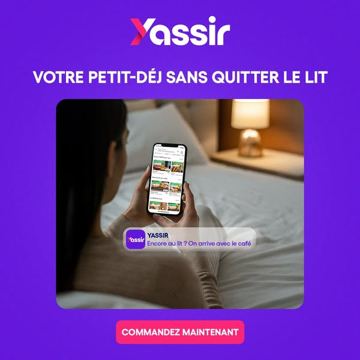 Yassir
VOTRE PETIT-DÉJ SANS QUITTER LE LIT
yassir
YASSIR
Encore au lit ? On arrive avec le café
COMMANDEZ MAINTENANT